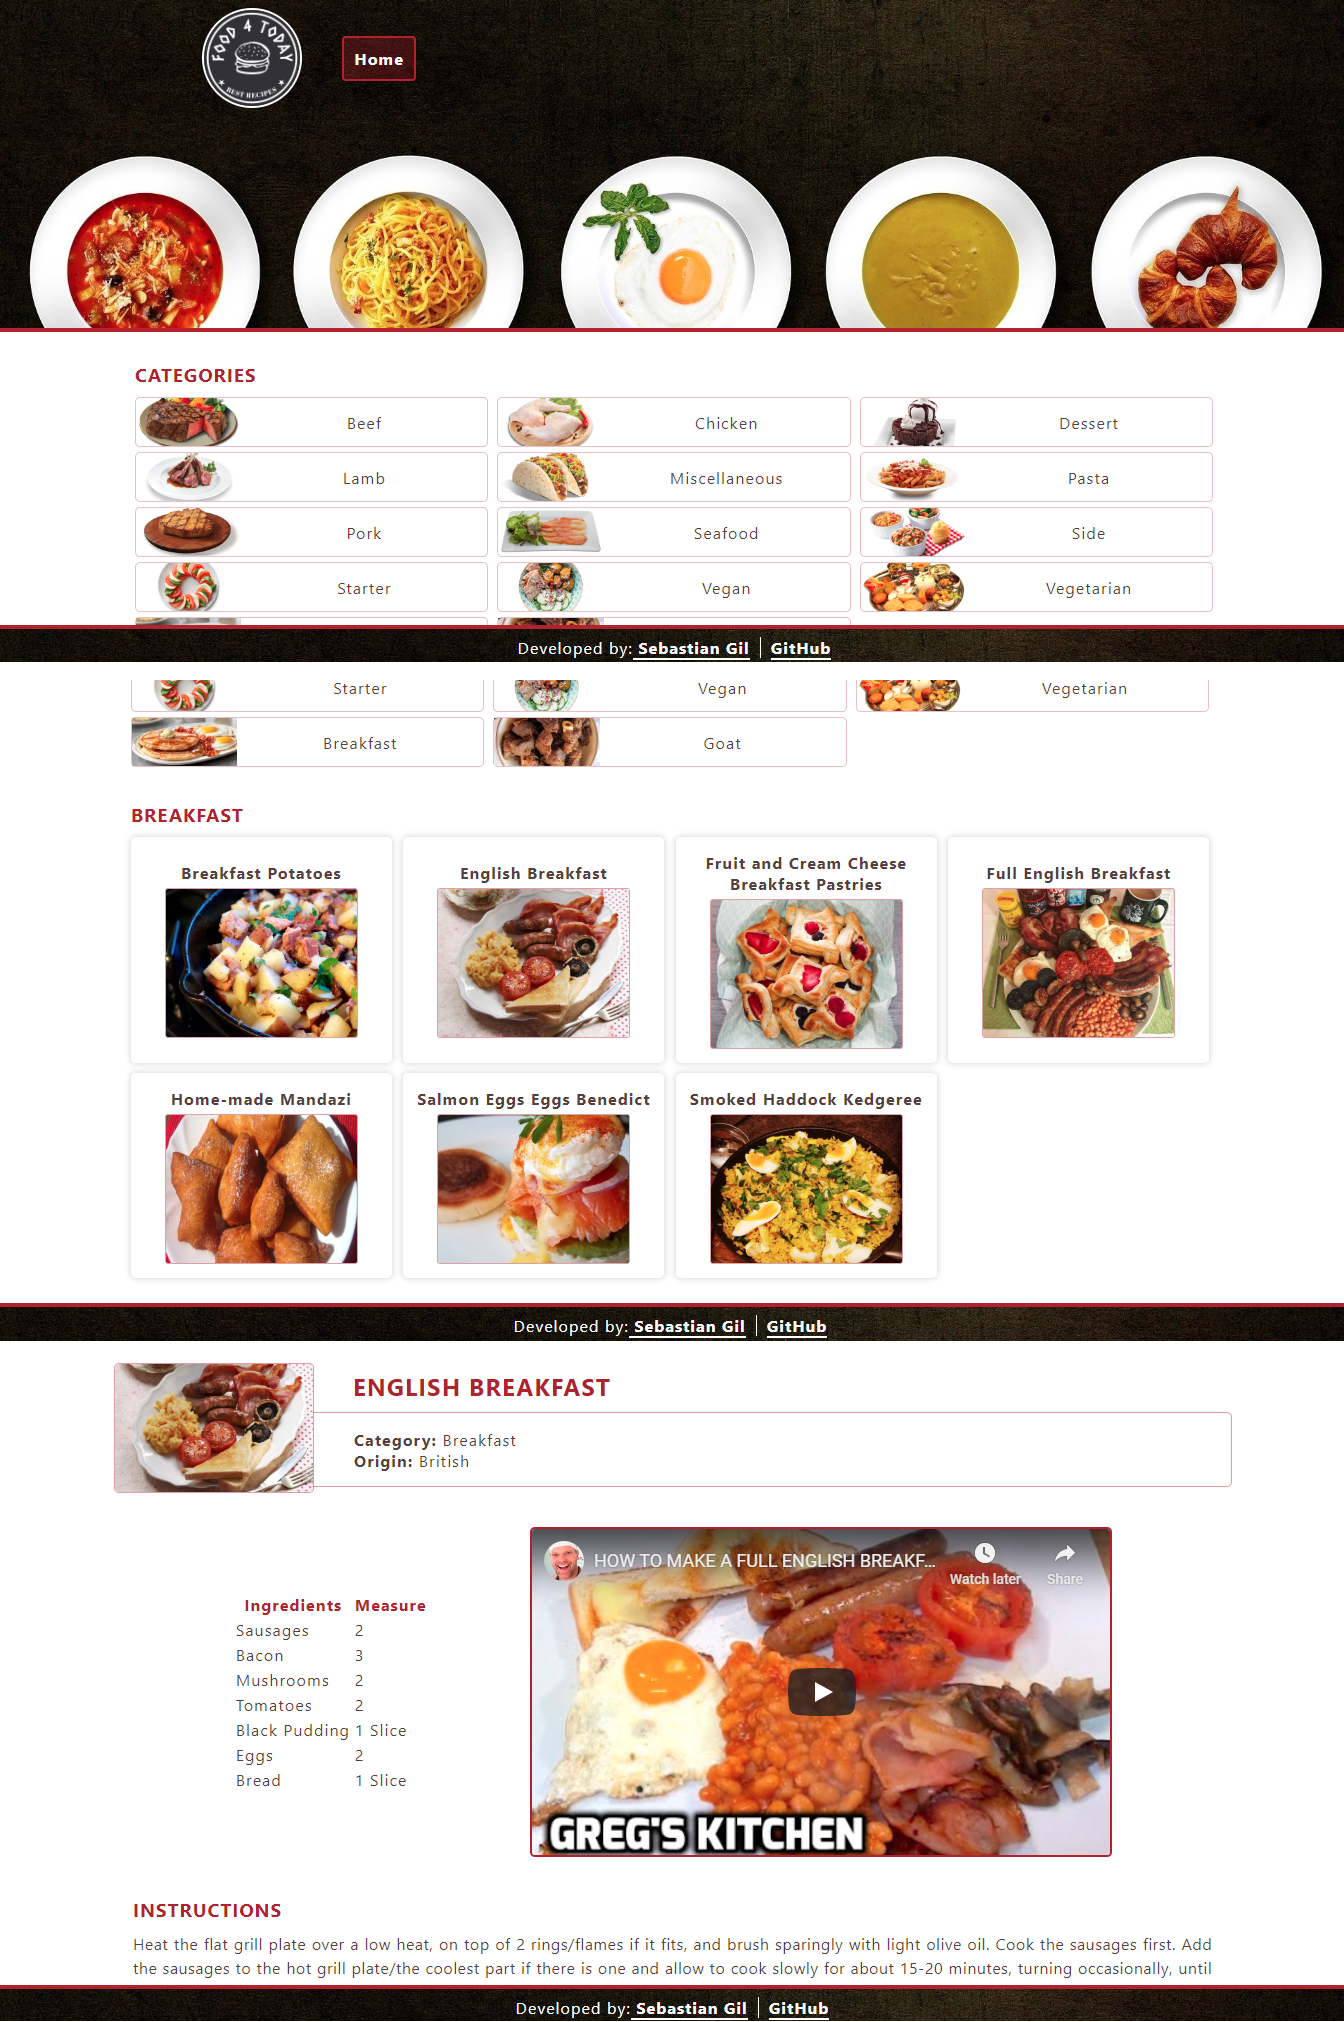 FOOD 4 TODAY
BEST RECIPES
Home
CATEGORIES
Beef
Chicken
Dessert
Lamb
Miscellaneous
Pasta
Pork
Seafood
Side
Starter
Vegan
Vegetarian
Developed by: Sebastian Gil | GitHub
Starter
Vegan
Vegetarian
Breakfast
Goat
BREAKFAST
Breakfast Potatoes
English Breakfast
Fruit and Cream Cheese
Breakfast Pastries
Full English Breakfast
Home-made Mandazi
Salmon Eggs Eggs Benedict
Smoked Haddock Kedgeree
Developed by: Sebastian Gil | GitHub
ENGLISH BREAKFAST
Category: Breakfast
Origin: British
HOW TO MAKE A FULL ENGLISH BREAKF...
Watch later
Share
Ingredients Measure
Sausages 2
Bacon 3
Mushrooms 2
Tomatoes 2
Black Pudding 1 Slice
Eggs 2
Bread 1 Slice
GREG'S KITCHEN
INSTRUCTIONS
Heat the flat grill plate over a low heat, on top of 2 rings/flames if it fits, and brush sparingly with light olive oil. Cook the sausages first. Add
the sausages to the hot grill plate/the coolest part if there is one and allow to cook slowly for about 15-20 minutes, turning occasionally, until
Developed by: Sebastian Gil | GitHub